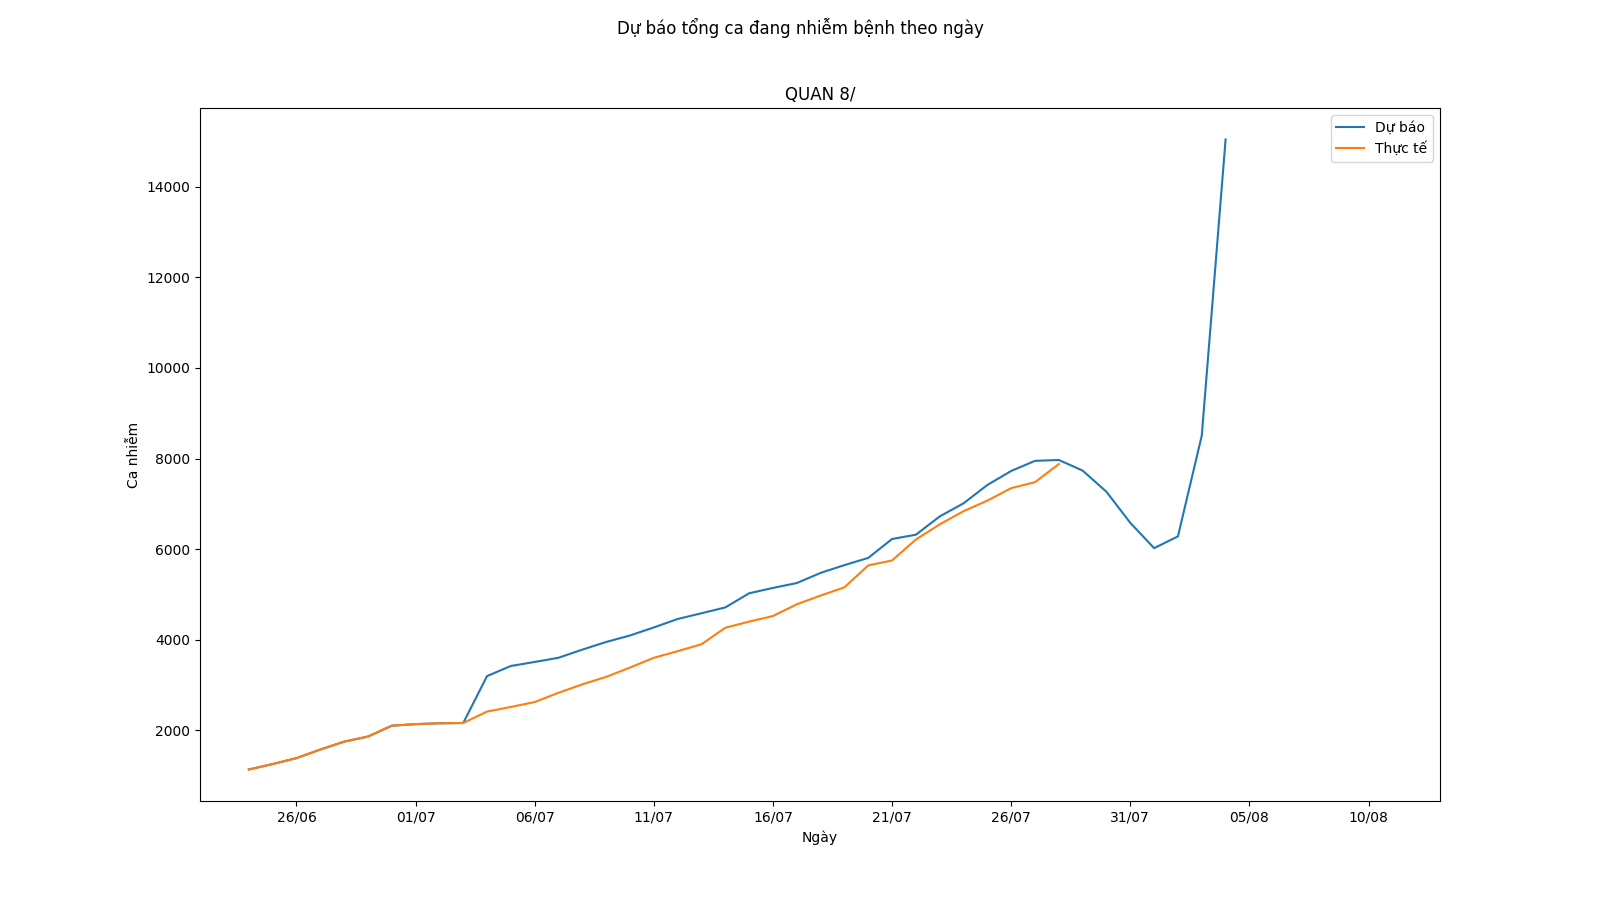 Dự báo tổng ca đang nhiễm bệnh theo ngày
QUAN 8/
Dự báo
Thực tế
14000
12000
10000
8000
6000
4000
2000
Ca nhiễm
26/06 01/07 06/07 11/07 16/07 21/07 26/07 31/07 05/08 10/08
Ngày